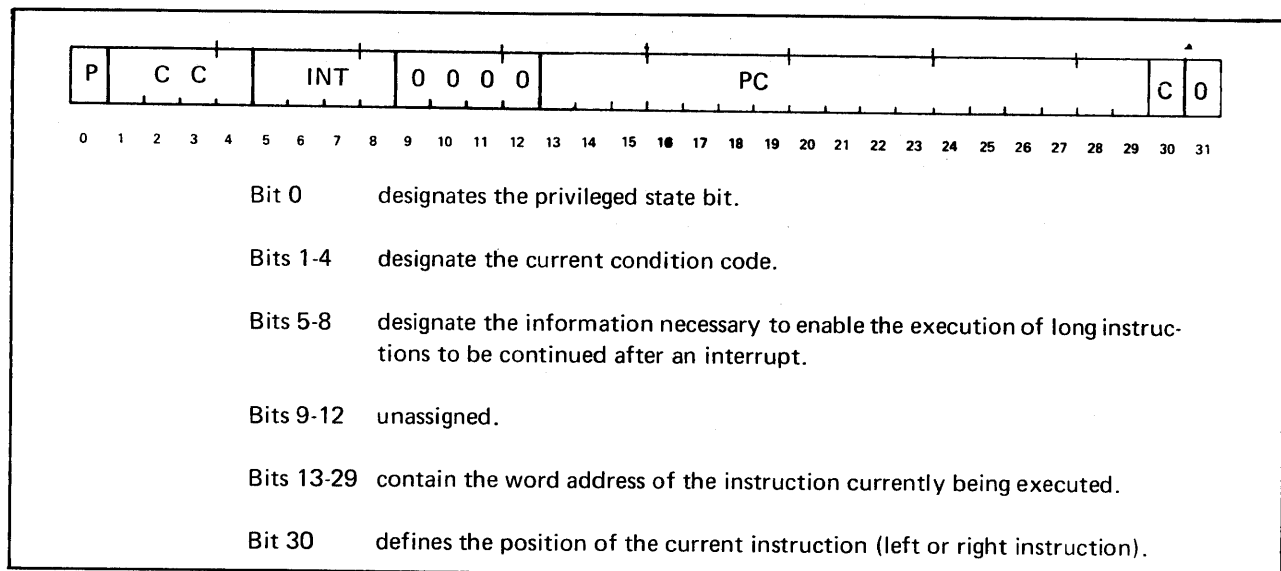 P C C INT 0 0 0 0 PC C 0
0 1 2 3 4 5 6 7 8 9 10 11 12 13 14 15 16 17 18 19 20 21 22 23 24 25 26 27 28 29 30 31
Bit 0 designates the privileged state bit.
Bits 1-4 designate the current condition code.
Bits 5-8 designate the information necessary to enable the execution of long instruc-
tions to be continued after an interrupt.
Bits 9-12 unassigned.
Bits 13-29 contain the word address of the instruction currently being executed.
Bit 30 defines the position of the current instruction (left or right instruction).